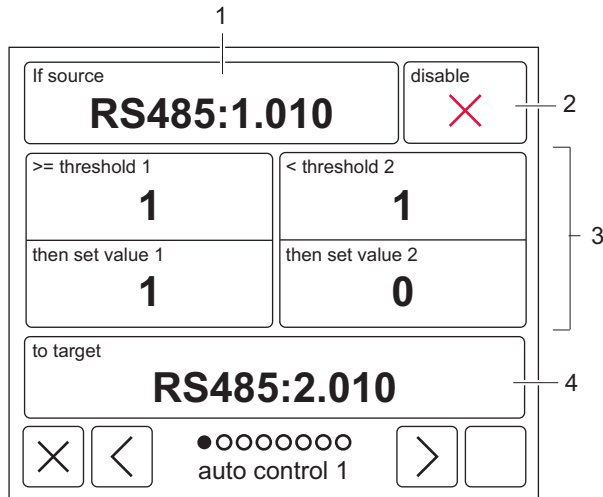 1
If source
RS485:1.010
disable
2
>= threshold 1
1
< threshold 2
1
3
then set value 1
1
then set value 2
0
to target
RS485:2.010
4
auto control 1